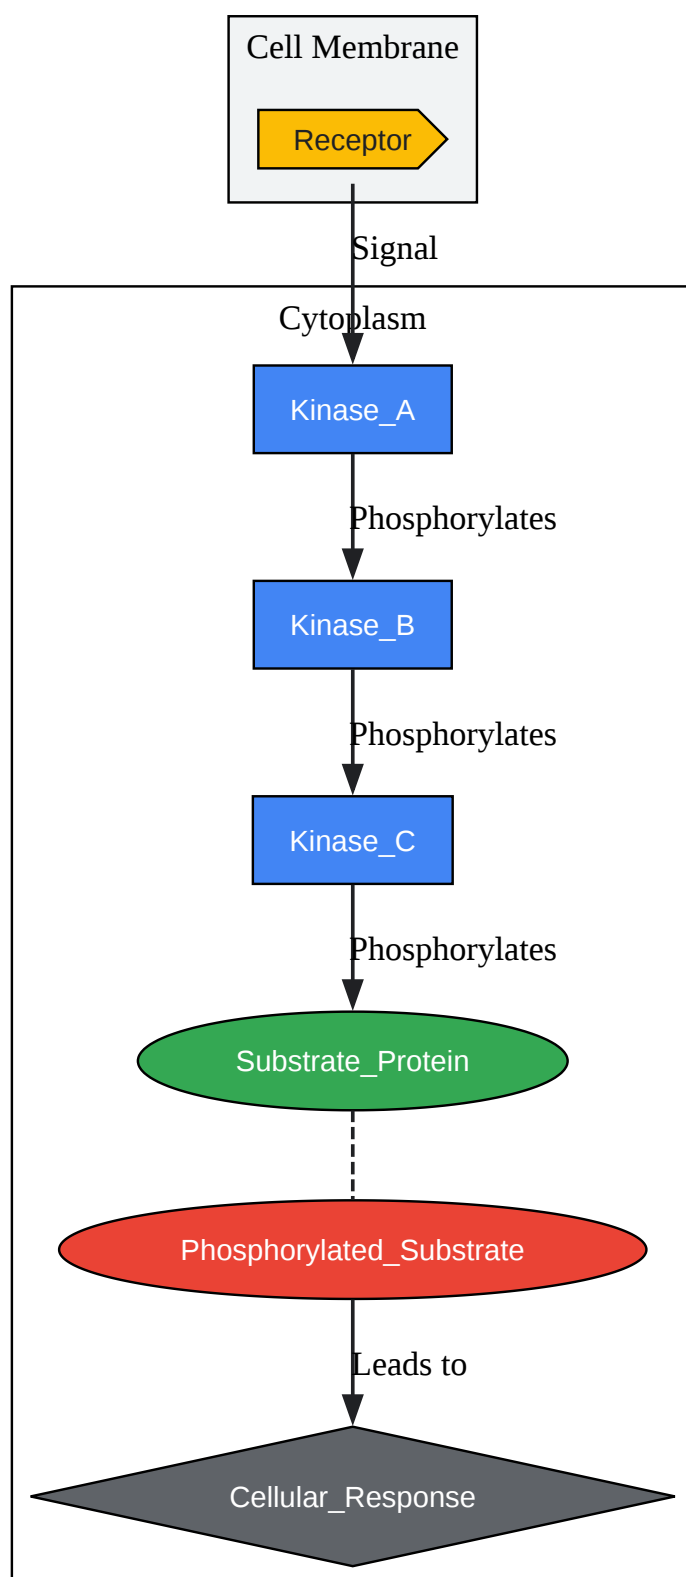 Cell Membrane
Receptor
Signal
Cytoplasm
Kinase_A
Phosphorylates
Kinase_B
Phosphorylates
Kinase_C
Phosphorylates
Substrate_Protein
Phosphorylated_Substrate
Leads to
Cellular_Response